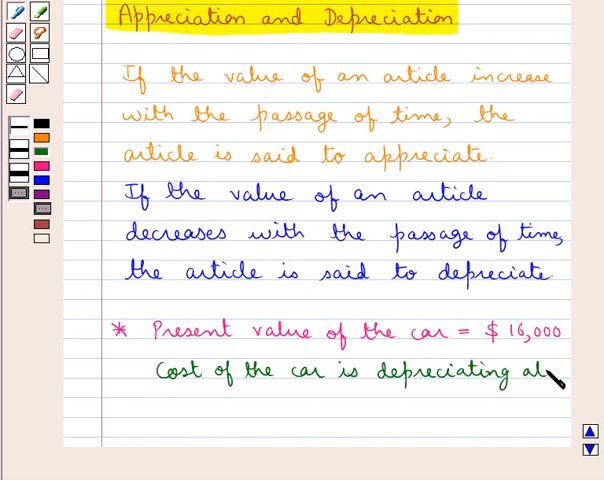 Appreciation and Depreciation
If the value of an article increase
with the passage of time, the
article is said to appreciate.
If the value of an article
decreases with the passage of time,
the article is said to depreciate.
* Present value of the car = $ 16,000
Cost of the car is depreciating at